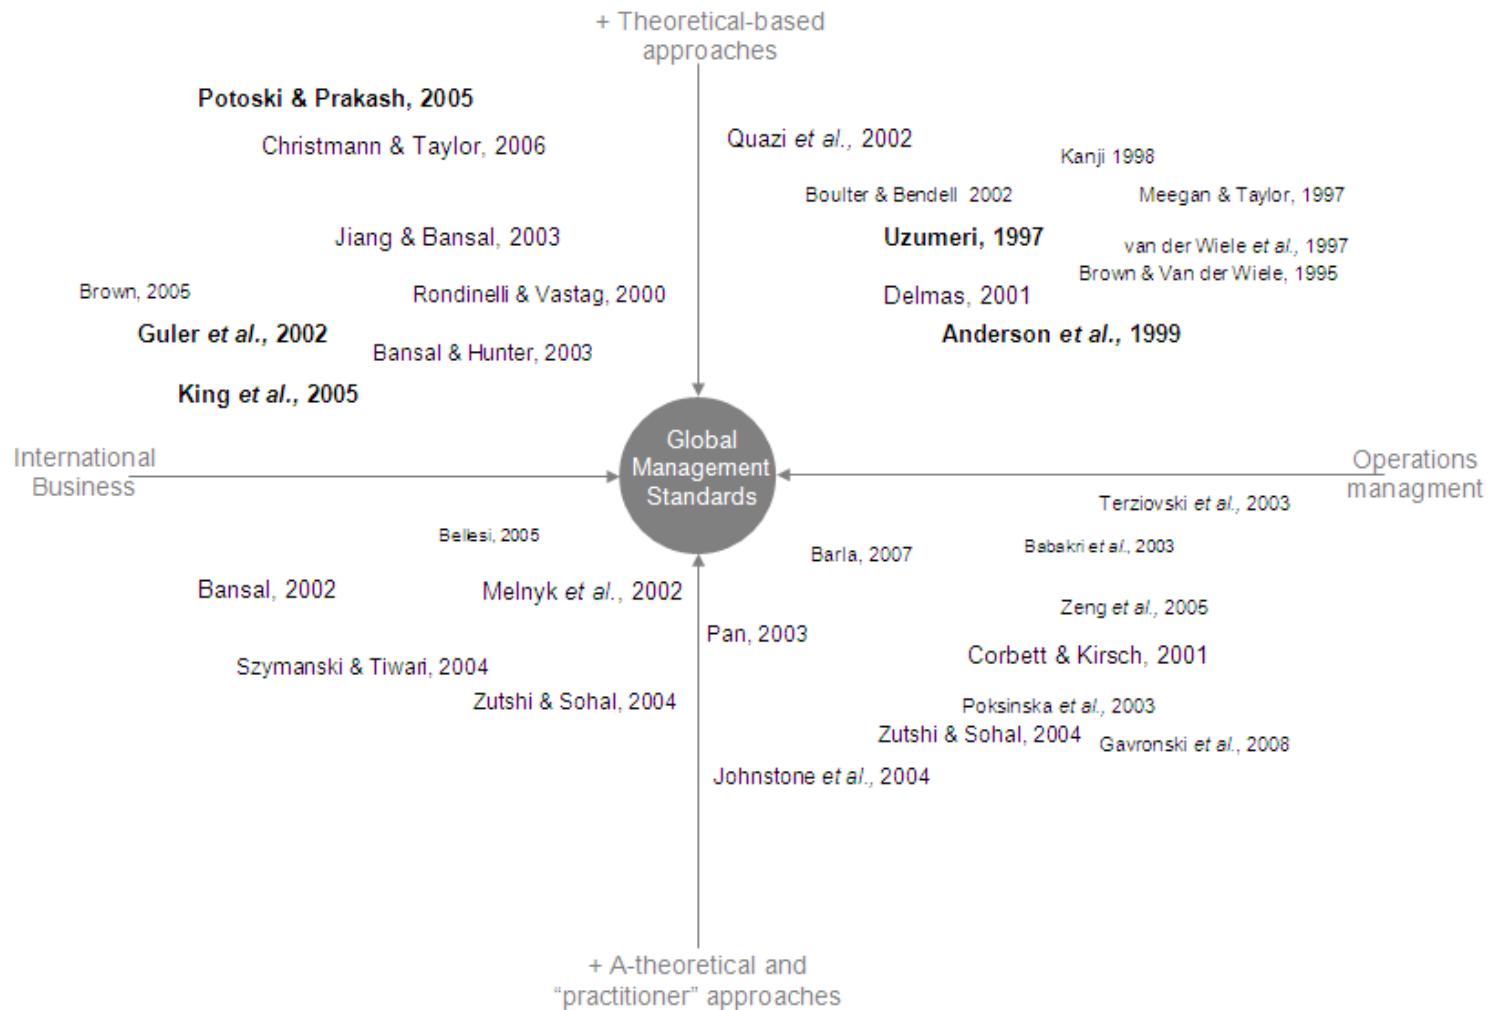 + Theoretical-based
approaches
Potoski & Prakash, 2005
Christmann & Taylor, 2006
Jiang & Bansal, 2003
Brown, 2005
Rondinelli & Vastag, 2000
Guler et al., 2002
Bansal & Hunter, 2003
King et al., 2005
Quazi et al., 2002
Kanji 1998
Boulter & Bendell 2002
Meegan & Taylor, 1997
Uzumeri, 1997
van der Wiele et al., 1997
Brown & Van der Wiele, 1995
Delmas, 2001
Anderson et al., 1999
International
Business
Global
Management
Standards
Operations
managment
Bellesi, 2005
Bansal, 2002
Melnyk et al., 2002
Szymanski & Tiwari, 2004
Zutshi & Sohal, 2004
Terziovski et al., 2003
Babakri et al., 2003
Barla, 2007
Zeng et al., 2005
Pan, 2003
Corbett & Kirsch, 2001
Poksinska et al., 2003
Zutshi & Sohal, 2004
Gavronski et al., 2008
Johnstone et al., 2004
+ A-theoretical and
“practitioner” approaches